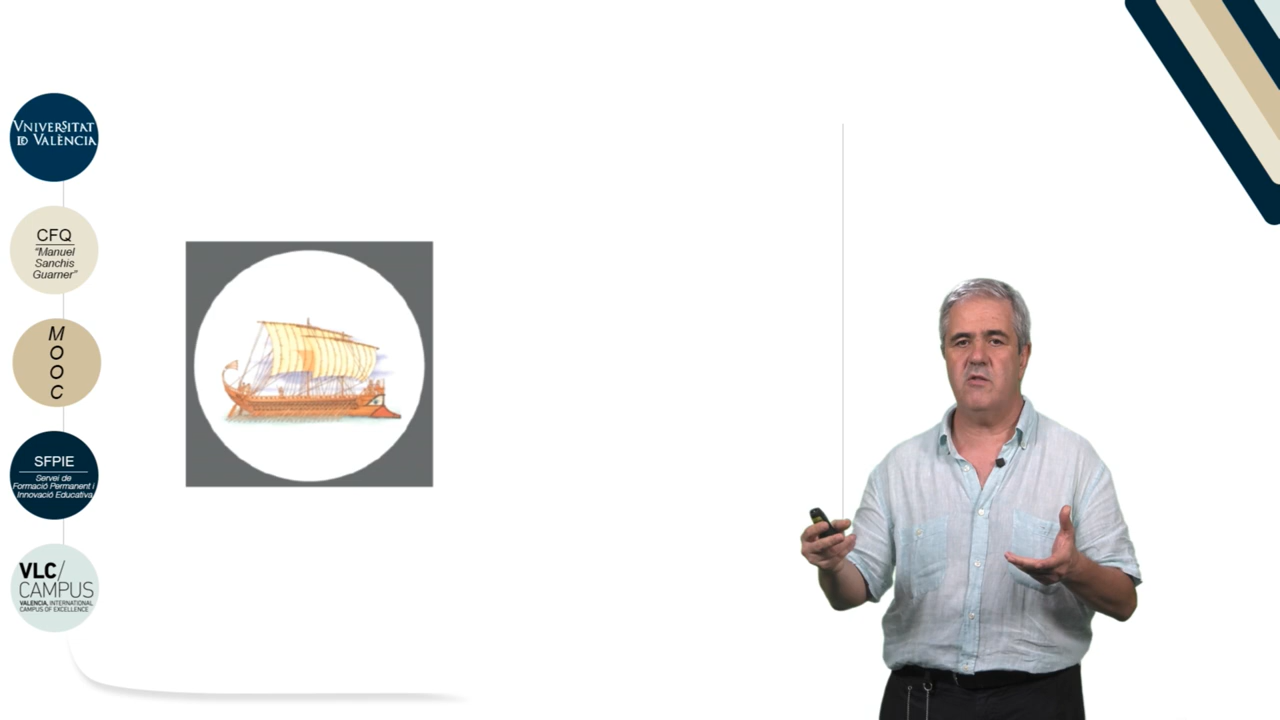 VNIVERSITAT
ID VALÈNCIA
CFQ
"Manuel
Sanchis
Guarner"
M
O
O
C
SFPIE
Servei de
Formació Permanent i
Innovació Educativa
VLC/
CAMPUS
VALENCIA, INTERNATIONAL
CAMPUS OF EXCELLENCE